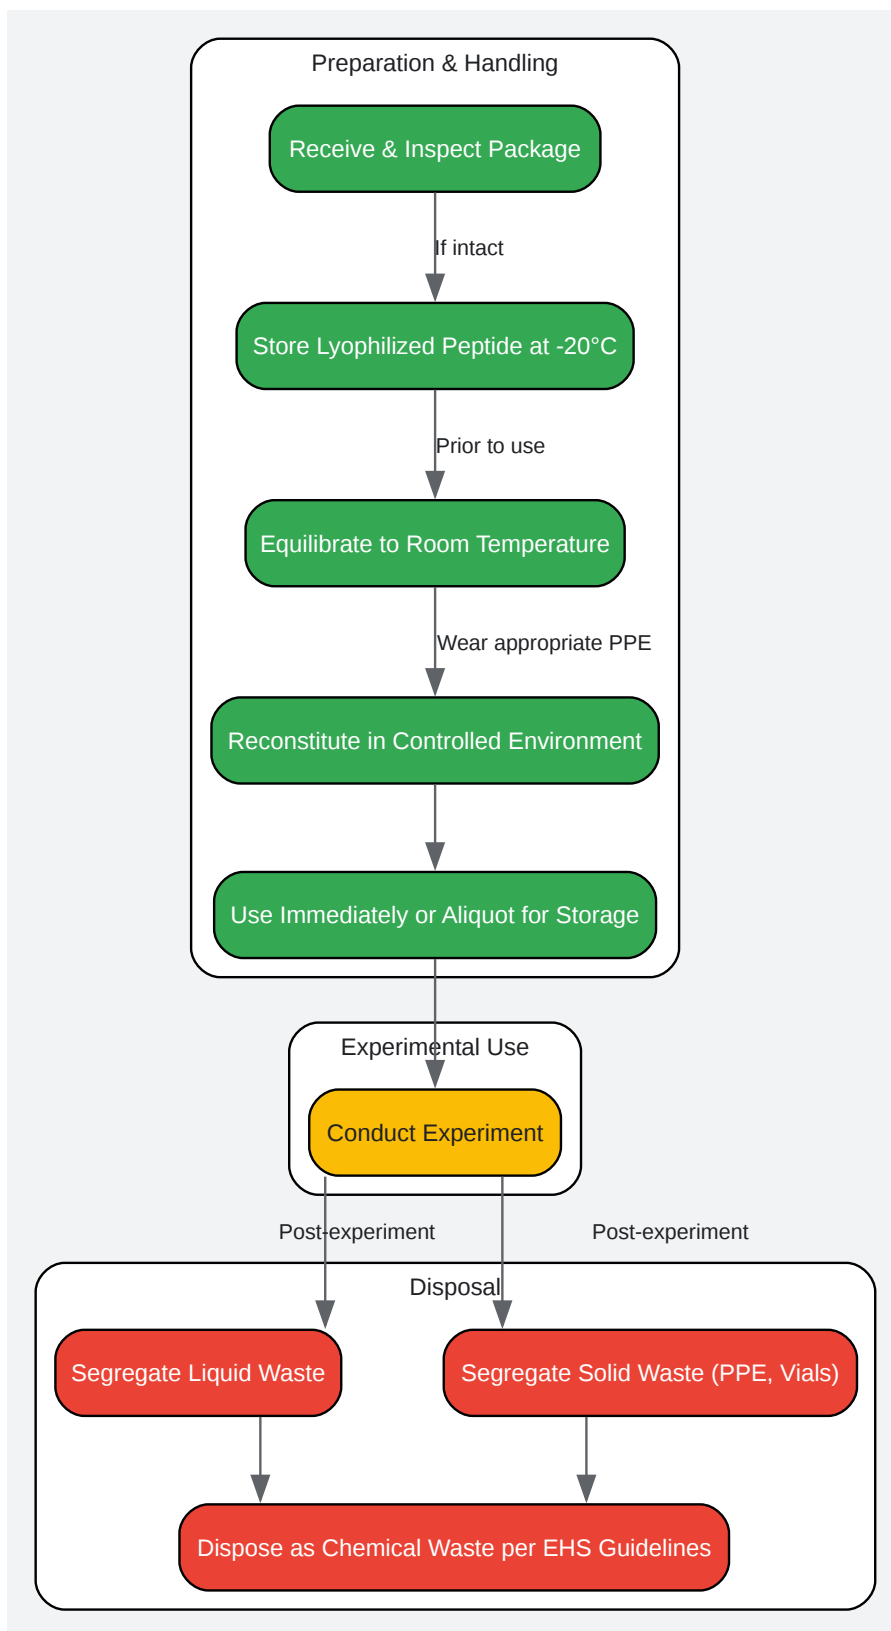 Preparation & Handling
Receive & Inspect Package
If intact
Store Lyophilized Peptide at -20°C
Prior to use
Equilibrate to Room Temperature
Wear appropriate PPE
Reconstitute in Controlled Environment
Use Immediately or Aliquot for Storage
Experimental Use
Conduct Experiment
Post-experiment
Post-experiment
Disposal
Segregate Liquid Waste
Segregate Solid Waste (PPE, Vials)
Dispose as Chemical Waste per EHS Guidelines